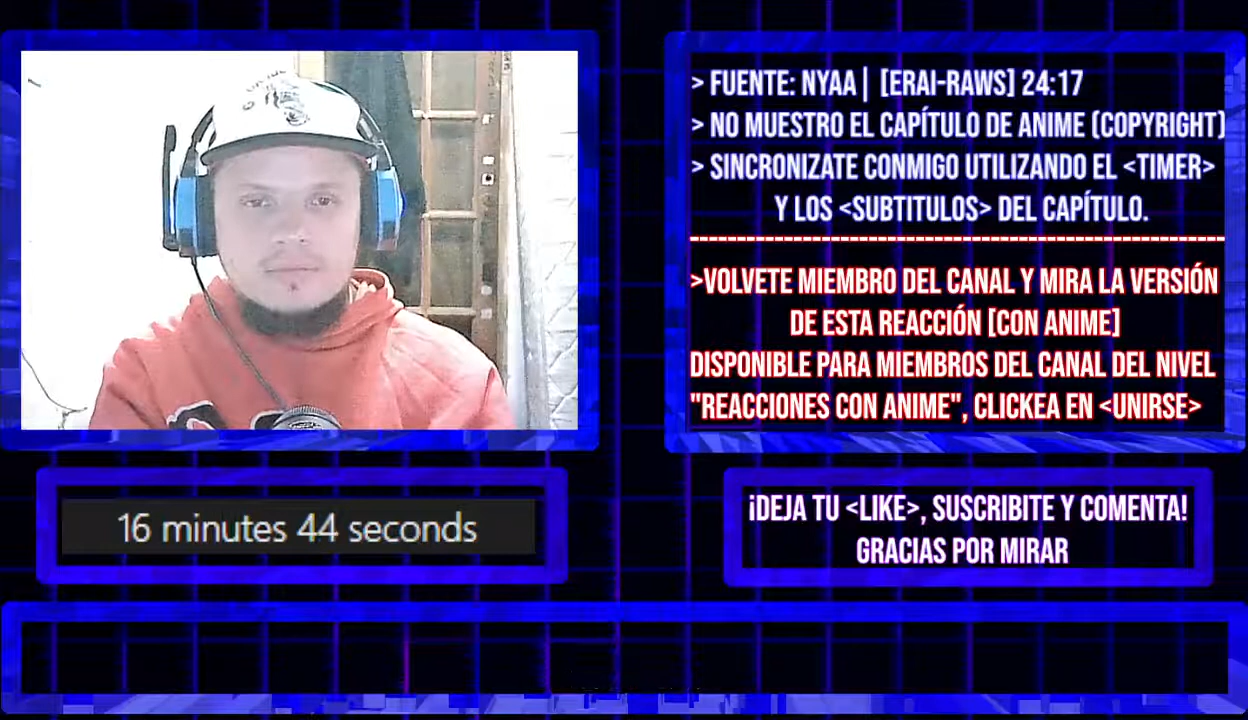 > FUENTE: NYAA| [ERAI-RAWS] 24:17
> NO MUESTRO EL CAPÍTULO DE ANIME (COPYRIGHT)
> SINCRONIZATE CONMIGO UTILIZANDO EL <TIMER>
Y LOS <SUBTITULOS> DEL CAPÍTULO.
------------------------------------------------------------
>VOLVETE MIEMBRO DEL CANAL Y MIRA LA VERSIÓN
DE ESTA REACCIÓN [CON ANIME]
DISPONIBLE PARA MIEMBROS DEL CANAL DEL NIVEL
"REACCIONES CON ANIME", CLICKEA EN <UNIRSE>
16 minutes 44 seconds
¡DEJA TU <LIKE>, SUSCRIBITE Y COMENTA!
GRACIAS POR MIRAR